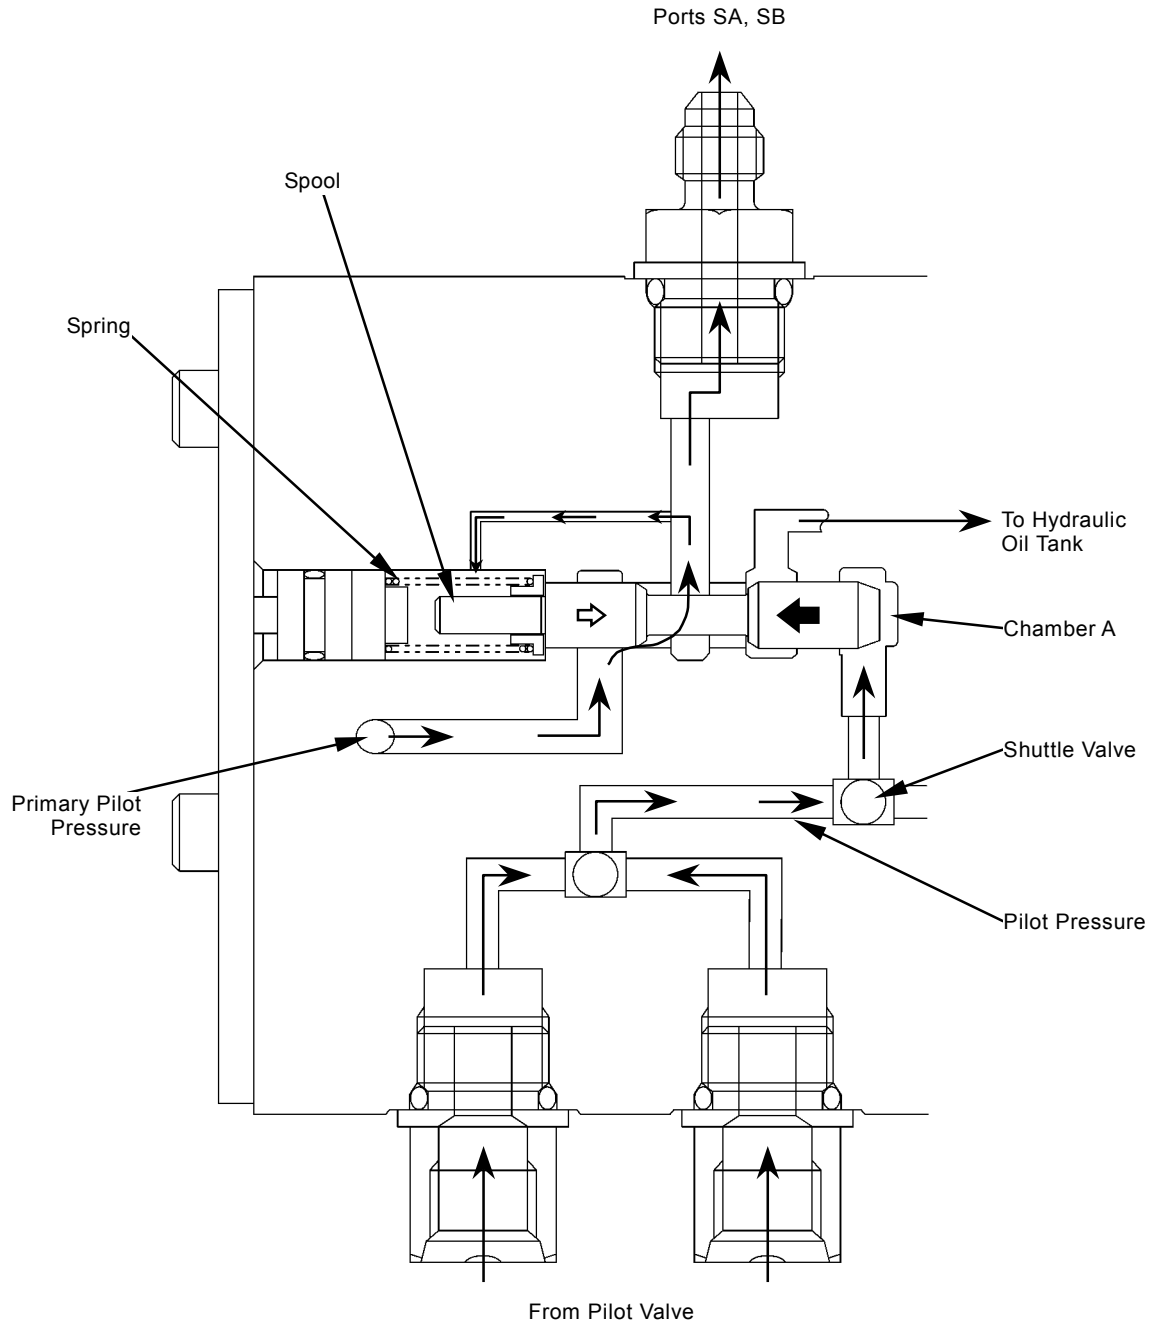 Ports SA, SB
Spool
Spring
To Hydraulic
Oil Tank
Chamber A
Shuttle Valve
Primary Pilot
Pressure
Pilot Pressure
From Pilot Valve